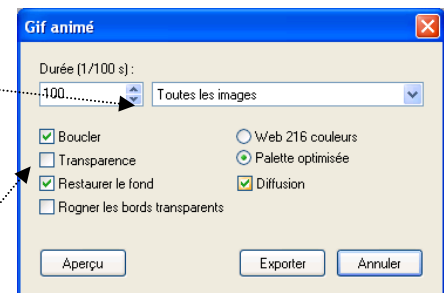 Gif animé
Durée (1/100 s) :
100 Toutes les images
Boucler Web 216 couleurs
Transparence Palette optimisée
Restaurer le fond Diffusion
Rogner les bords transparents
Aperçu Exporter Annuler